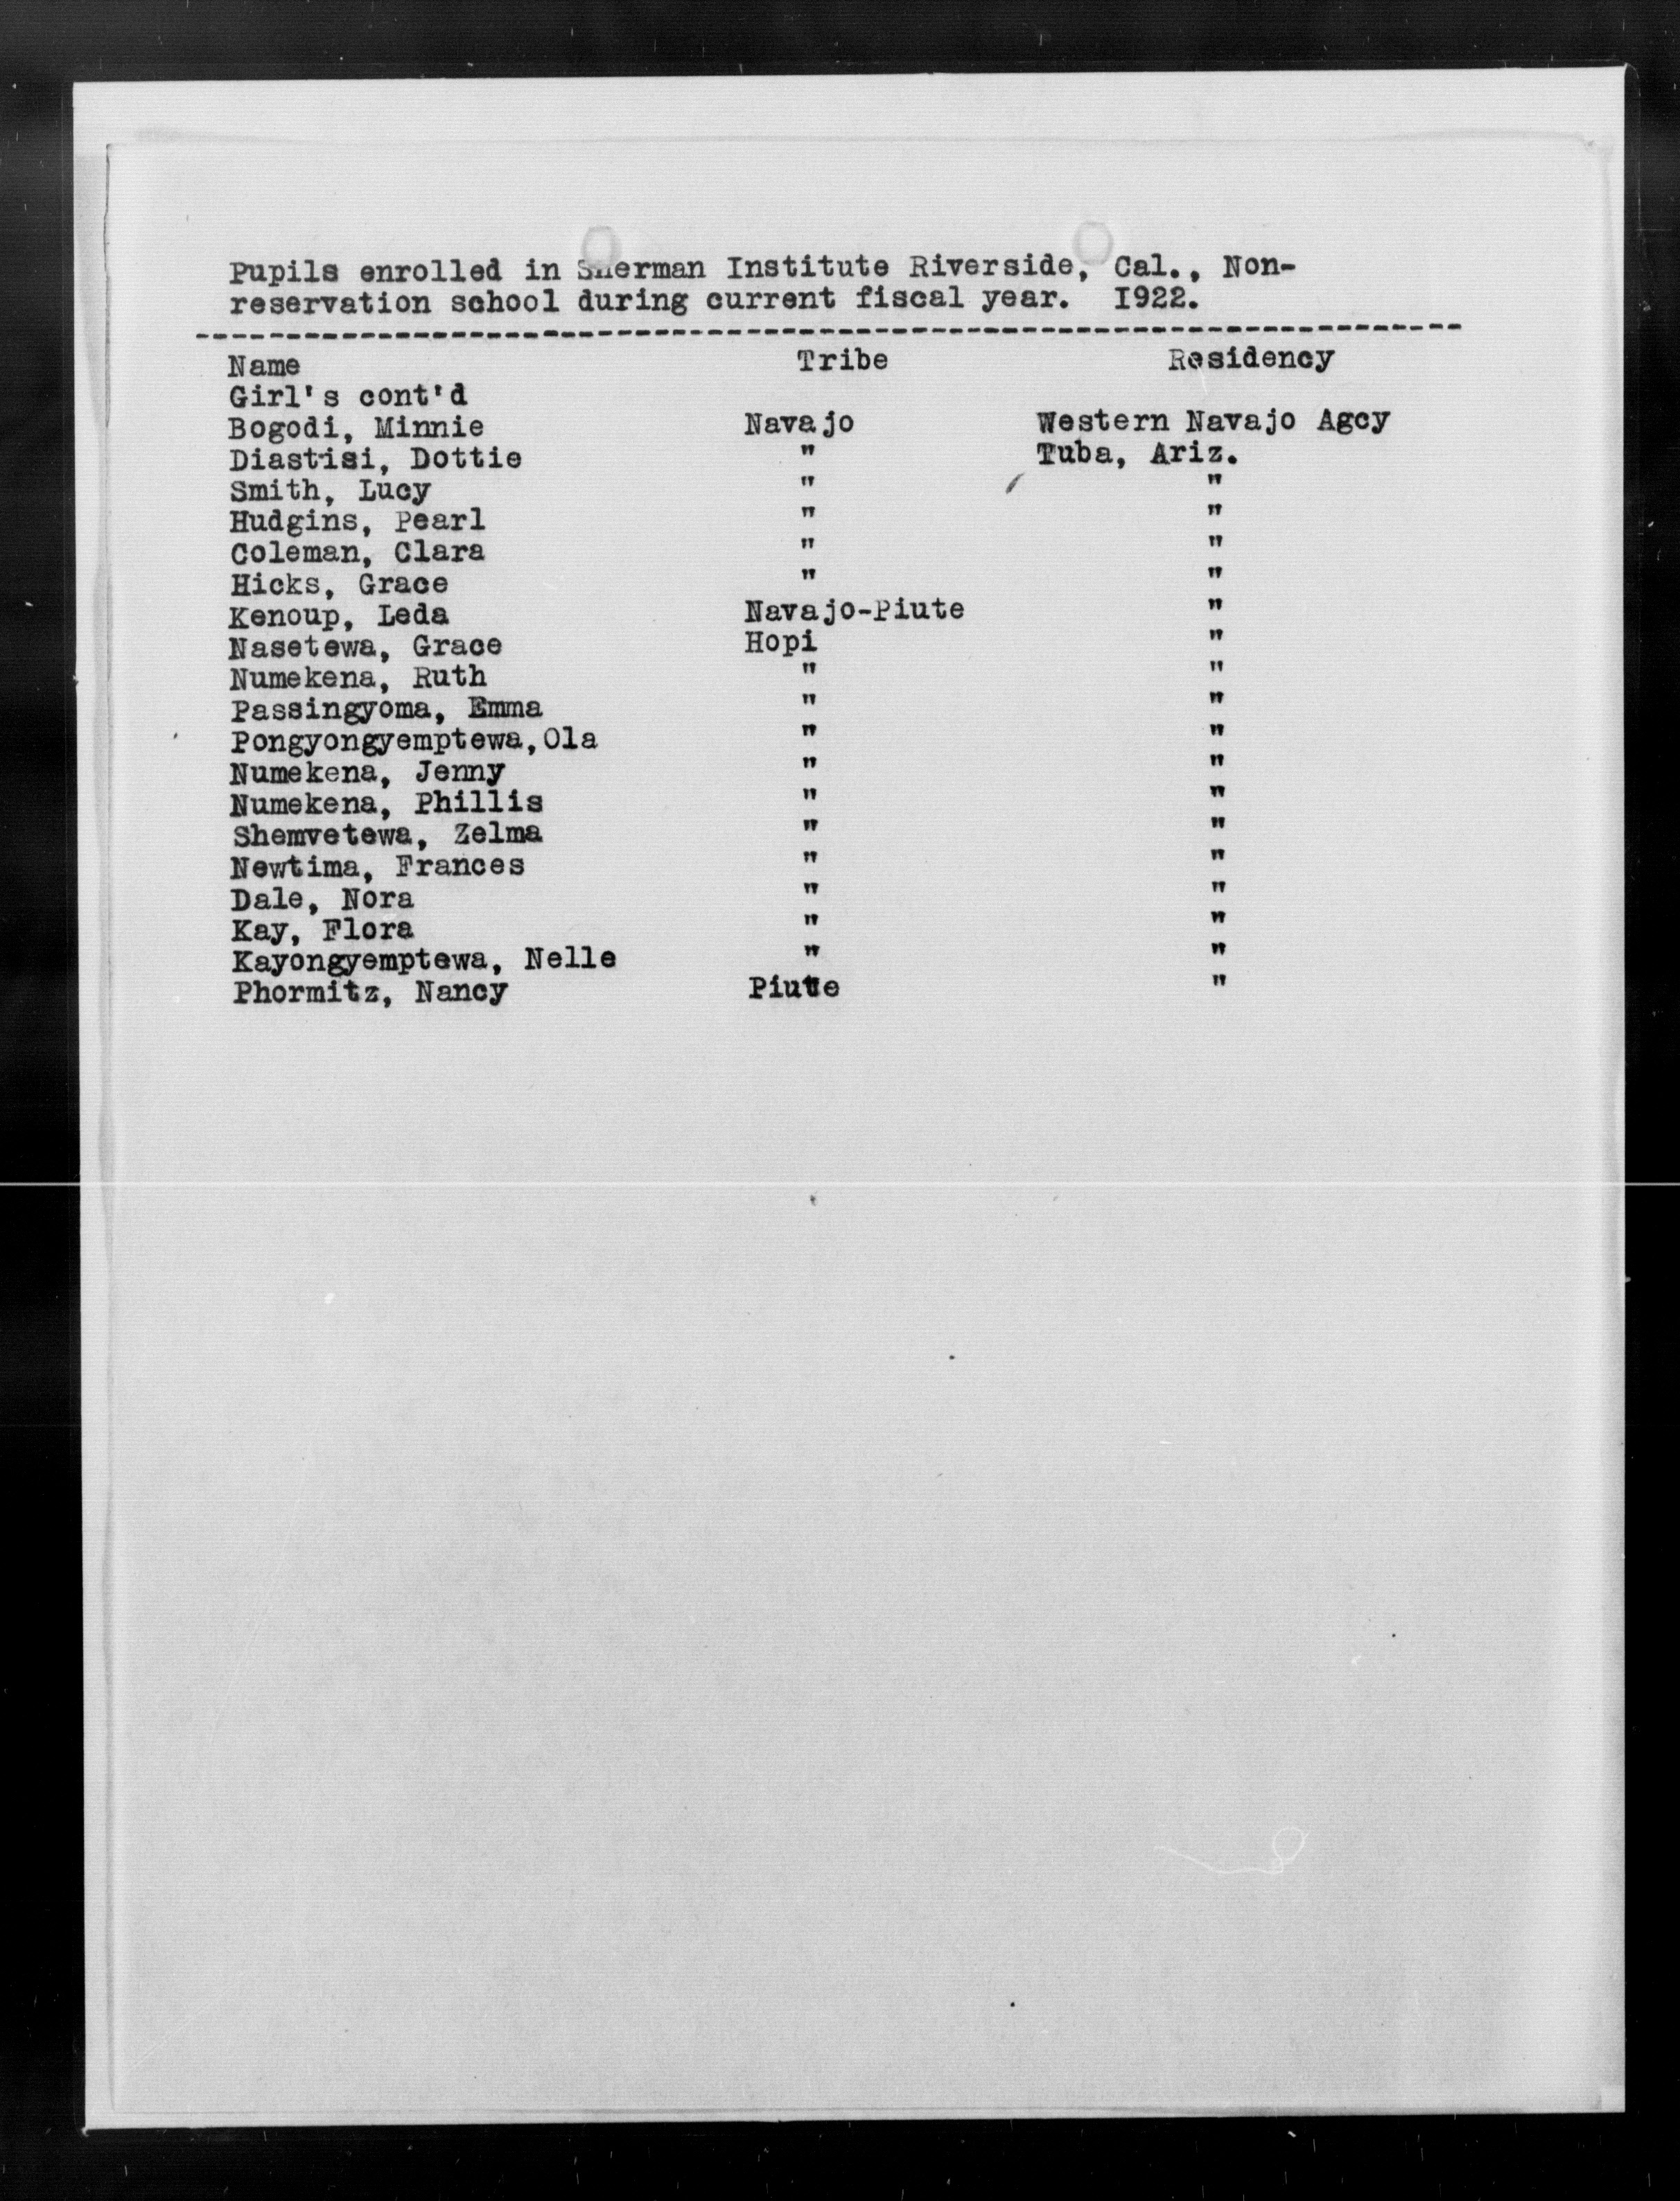 Pupils enrolled in Sherman Institute Riverside, Cal., Non-
reservation school during current fiscal year. I922.
Name Tribe Residency
Girl's cont'd
Bogodi, Minnie Navajo Western Navajo Agcy
Diastisi, Dottie " Tuba, Ariz.
Smith, Lucy " "
Hudgins, Pearl " "
Coleman, Clara " "
Hicks, Grace " "
Kenoup, Leda Navajo-Piute "
Nasetewa, Grace Hopi "
Numekena, Ruth " "
Passingyoma, Emma " "
Pongyongyemptewa,Ola " "
Numekena, Jenny " "
Numekena, Phillis " "
Shemvetewa, Zelma " "
Newtima, Frances " "
Dale, Nora " "
Kay, Flora " "
Kayongyemptewa, Nelle " "
Phormitz, Nancy Piute "